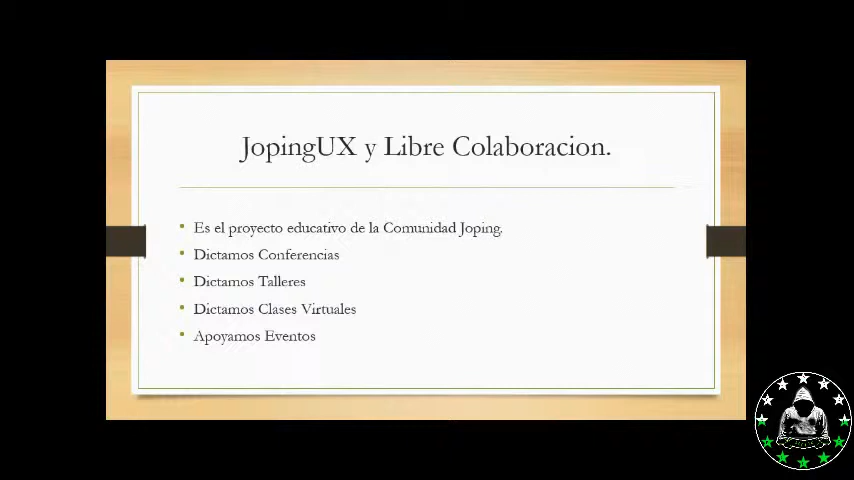 JopingUX y Libre Colaboracion.
Es el proyecto educativo de la Comunidad Joping.
Dictamos Conferencias
Dictamos Talleres
Dictamos Clases Virtuales
Apoyamos Eventos